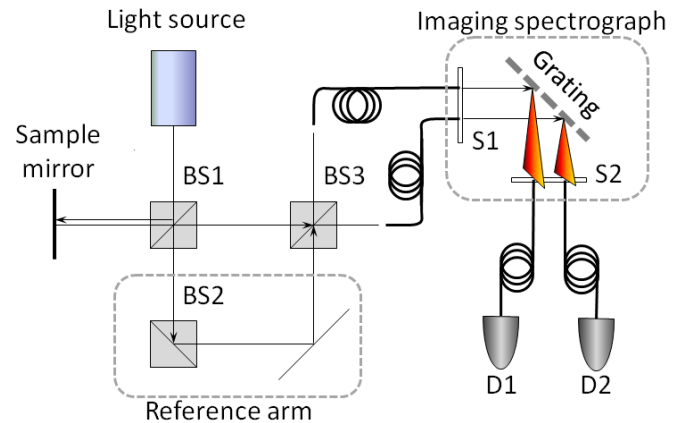 Light source
Imaging spectrograph
Grating
Sample
mirror
BS1
BS3
S1
S2
BS2
D1
D2
Reference arm